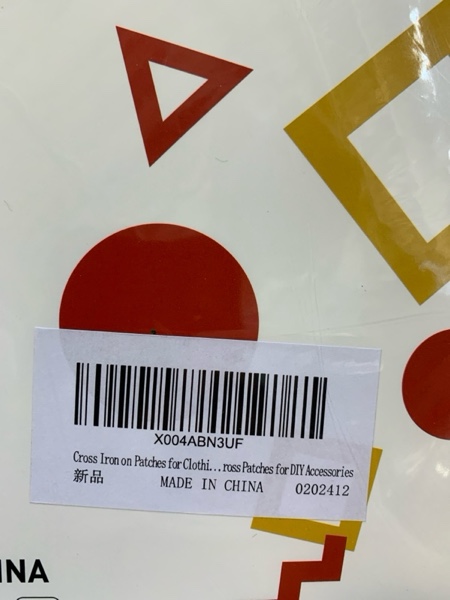 X004ABN3UF
Cross Iron on Patches for Clothi...ross Patches for DIY Accessories
新品 MADE IN CHINA 0202412
INA